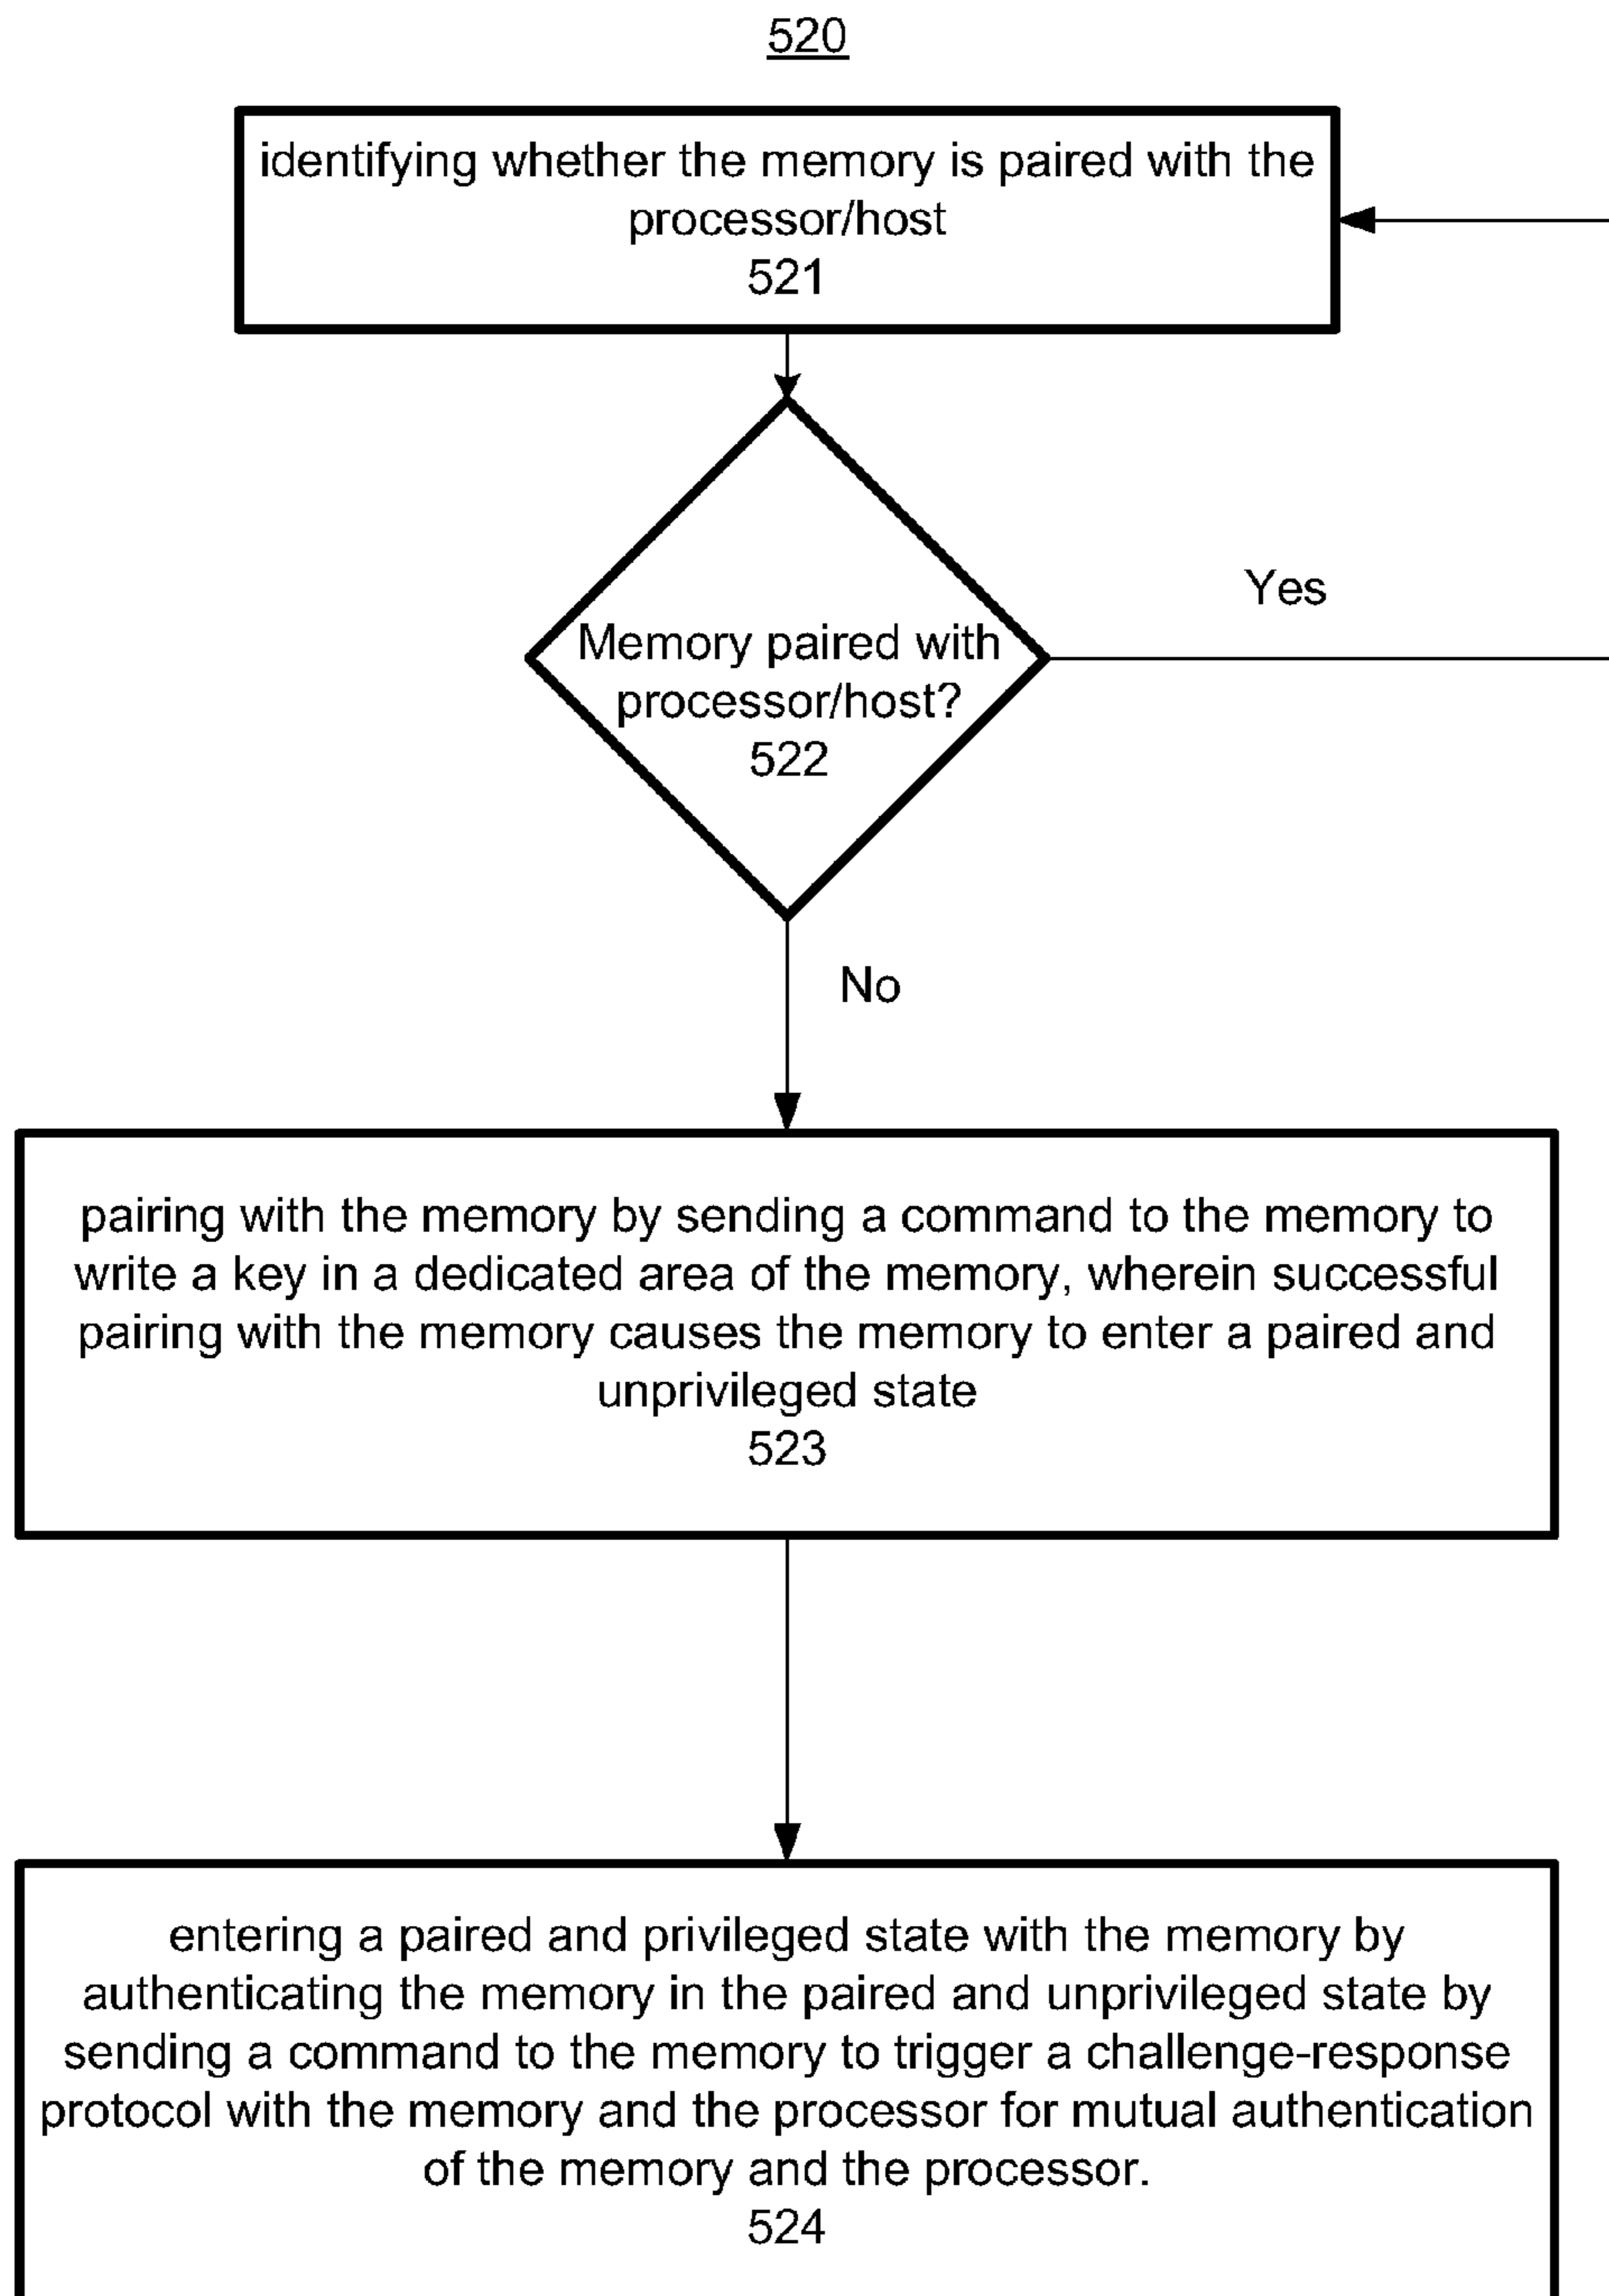 520
identifying whether the memory is paired with the
processor/host
521
Memory paired with
processor/host?
522
Yes
No
pairing with the memory by sending a command to the memory to
write a key in a dedicated area of the memory, wherein successful
pairing with the memory causes the memory to enter a paired and
unprivileged state
523
entering a paired and privileged state with the memory by
authenticating the memory in the paired and unprivileged state by
sending a command to the memory to trigger a challenge-response
protocol with the memory and the processor for mutual authentication
of the memory and the processor.
524